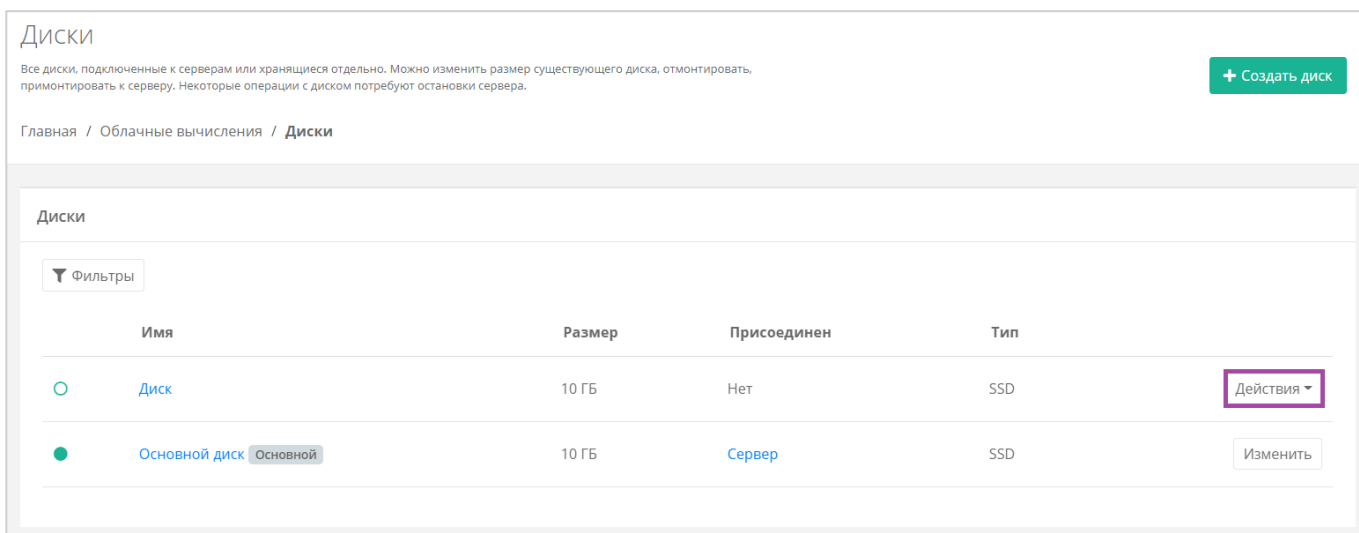 Диски
Все диски, подключенные к серверам или хранящиеся отдельно. Можно изменить размер существующего диска, отмонтировать,
примонтировать к серверу. Некоторые операции с диском потребуют остановки сервера.
+ Создать диск
Главная / Облачные вычисления / Диски
Диски
Фильтры
Имя Размер Присоединен Тип
Диск 10 ГБ Нет SSD Действия
Основной диск Основной 10 ГБ Сервер SSD Изменить